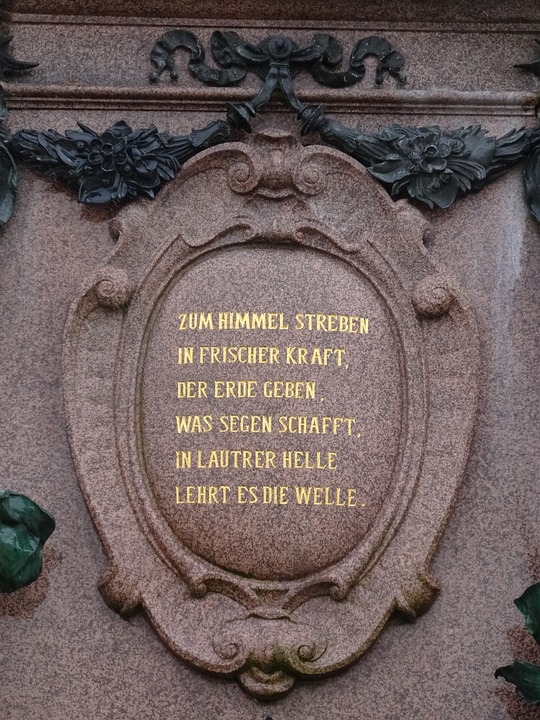 ZUM HIMMEL STREBEN
IN FRISCHER KRAFT,
DER ERDE GEBEN,
WAS SEGEN SCHAFFT,
IN LAUTRER HELLE
LEHRT ES DIE WELLE.